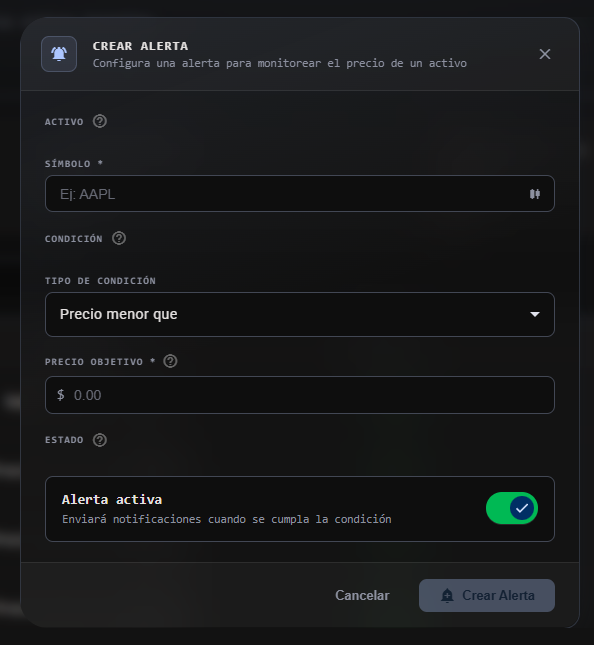 CREAR ALERTA
Configura una alerta para monitorear el precio de un activo
ACTIVO
SÍMBOLO *
Ej: AAPL
CONDICIÓN
TIPO DE CONDICIÓN
Precio menor que
PRECIO OBJETIVO *
$ 0.00
ESTADO
Alerta activa
Enviará notificaciones cuando se cumpla la condición
Cancelar
Crear Alerta